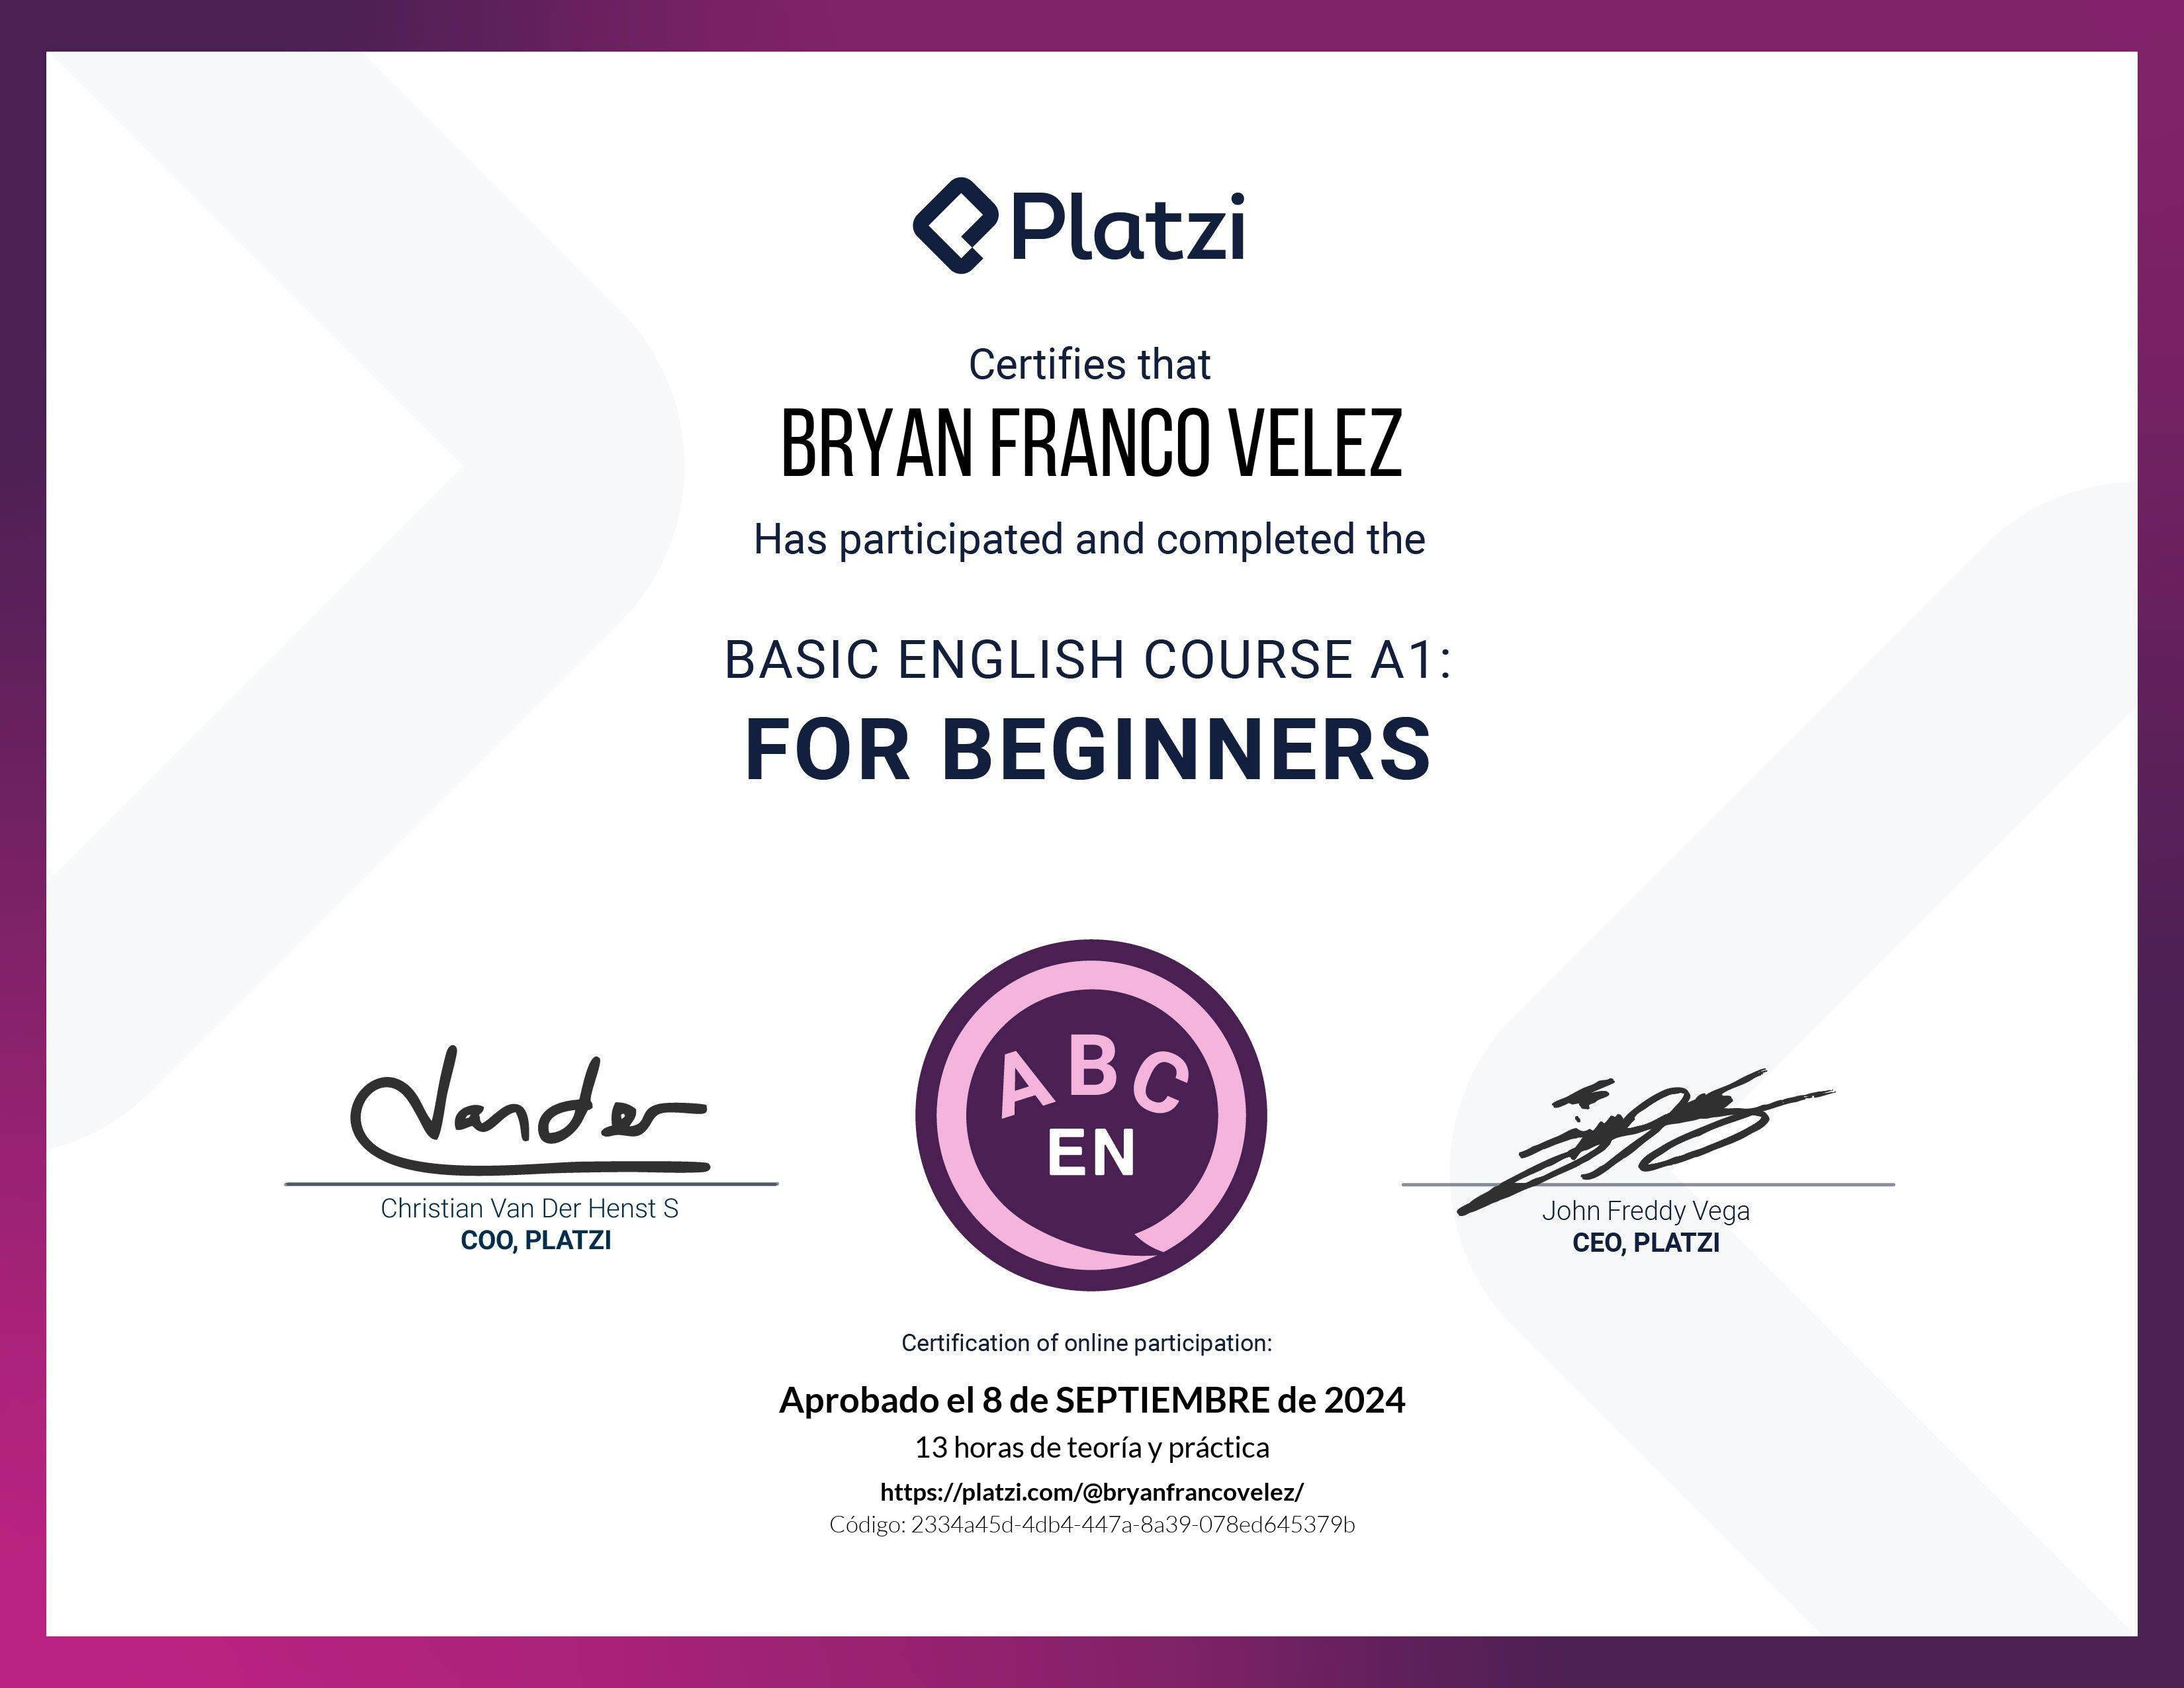 Platzi
Certifies that
BRYAN FRANCO VELEZ
Has participated and completed the
BASIC ENGLISH COURSE A1:
FOR BEGINNERS
ABC
EN
Vander
Christian Van Der Henst S
COO, PLATZI
John Freddy Vega
CEO, PLATZI
Certification of online participation:
Aprobado el 8 de SEPTIEMBRE de 2024
13 horas de teoría y práctica
https://platzi.com/@bryanfrancovelez/
Código: 2334a45d-4db4-447a-8a39-078ed645379b